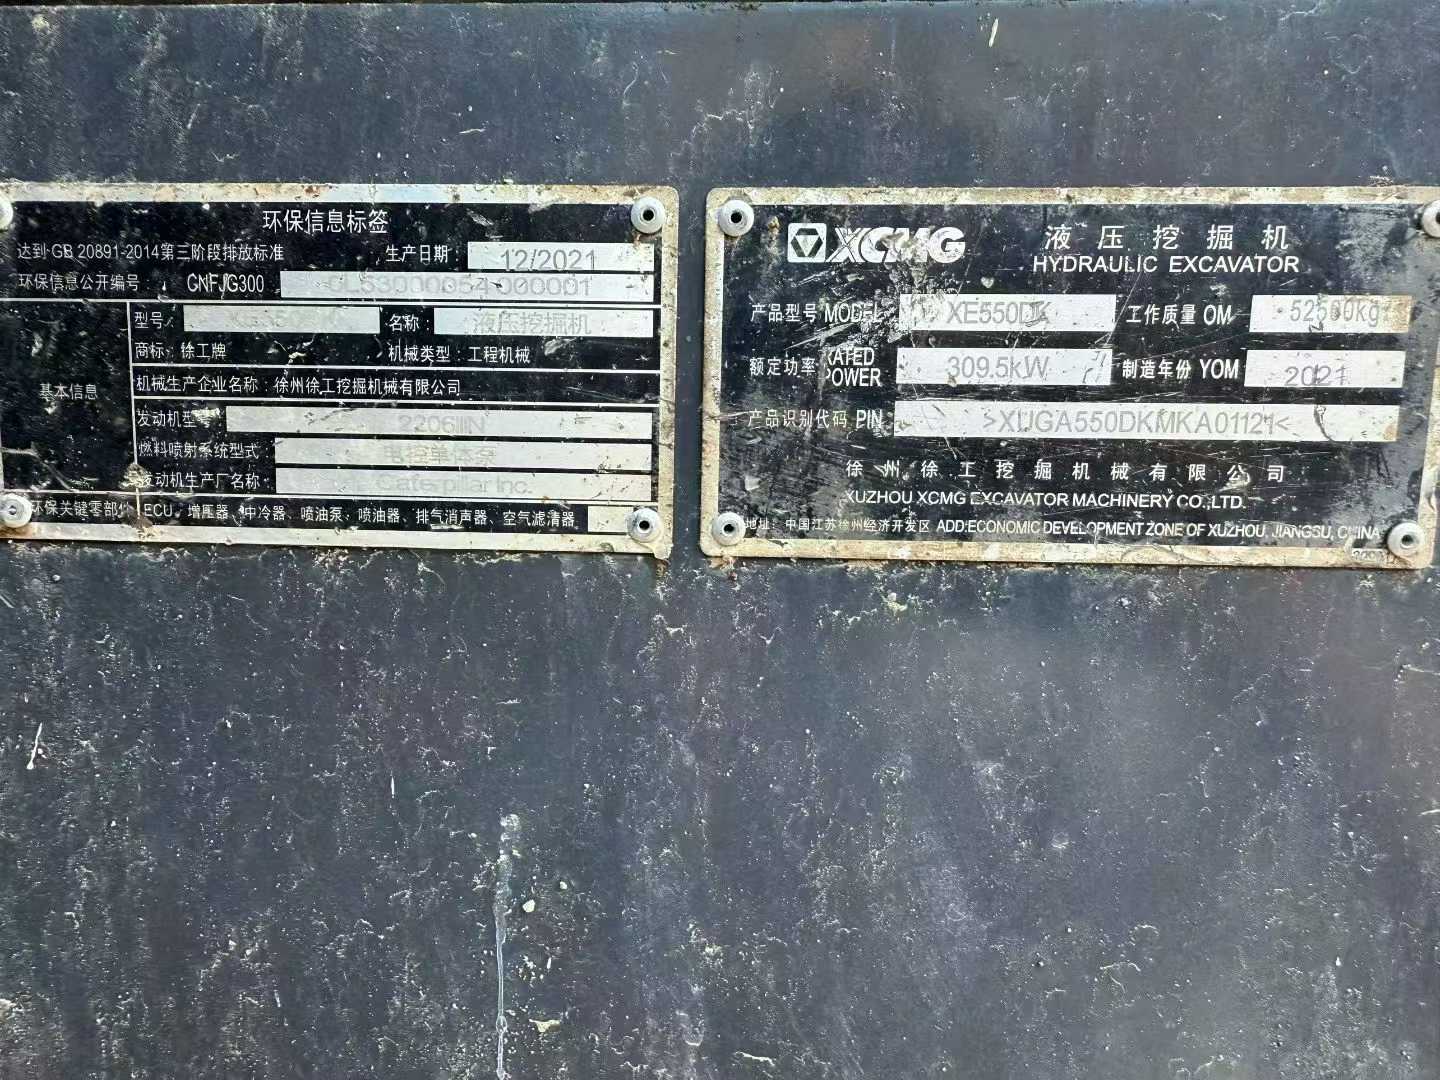 环保信息标签
达到 GB 20891-2014第三阶段排放标准 生产日期: 12/2021
环保信息公开编号: CNFJG300 000001
基本信息
型号: 名称: 液压挖掘机
商标: 徐工牌 机械类型: 工程机械
机械生产企业名称: 徐州徐工挖掘机械有限公司
发动机型号:
燃料喷射系统型式: 电控单体泵
发动机生产厂名称: Caterpillar Inc.
环保关键零部件 ECU、增压器、中冷器、喷油泵、喷油器、排气消声器、空气滤清器
XCMG 液压挖掘机
HYDRAULIC EXCAVATOR
产品型号 MODEL XE550DK 工作质量 OM 52500kg
额定功率 RATED POWER 309.5kW 制造年份 YOM 2021
产品识别代码 PIN >XUGA550DKMKA01121<
徐州徐工挖掘机械有限公司
XUZHOU XCMG EXCAVATOR MACHINERY CO.,LTD.
地址: 中国江苏徐州经济开发区 ADD:ECONOMIC DEVELOPMENT ZONE OF XUZHOU, JIANGSU, CHINA